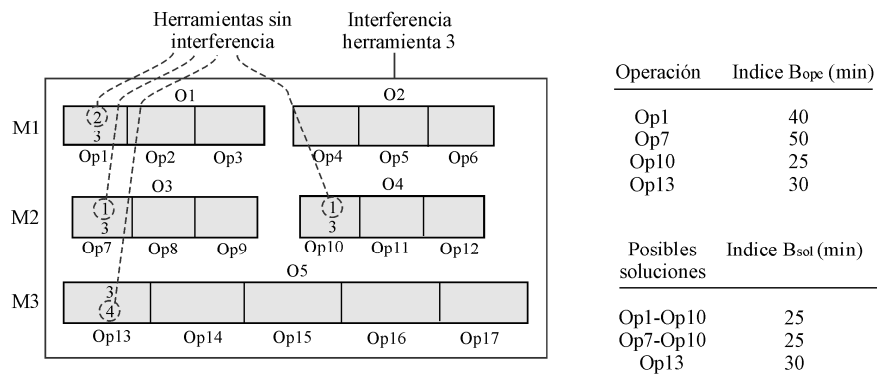 Herramientas sin
interferencia
Interferencia
herramienta 3
O1
O2
M1
2
3
Op1 Op2 Op3
Op4 Op5 Op6
O3
O4
M2
1
3
1
3
Op7 Op8 Op9
Op10 Op11 Op12
O5
M3
3
4
Op13 Op14 Op15 Op16 Op17
Operación Indice Bope (min)
Op1 40
Op7 50
Op10 25
Op13 30
Posibles
soluciones
Indice Bsol (min)
Op1-Op10 25
Op7-Op10 25
Op13 30